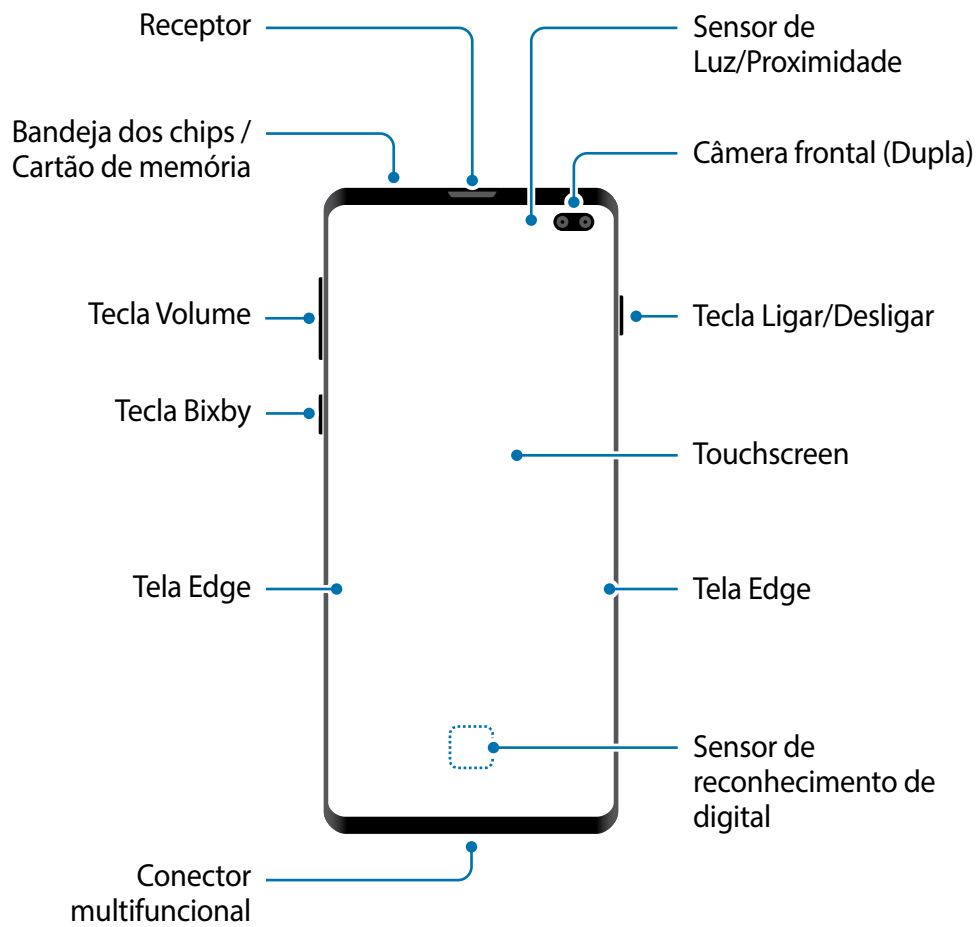 Receptor
Sensor de
Luz/Proximidade
Bandeja dos chips /
Cartão de memória
Câmera frontal (Dupla)
Tecla Volume
Tecla Ligar/Desligar
Tecla Bixby
Touchscreen
Tela Edge
Tela Edge
Sensor de
reconhecimento de
digital
Conector
multifuncional